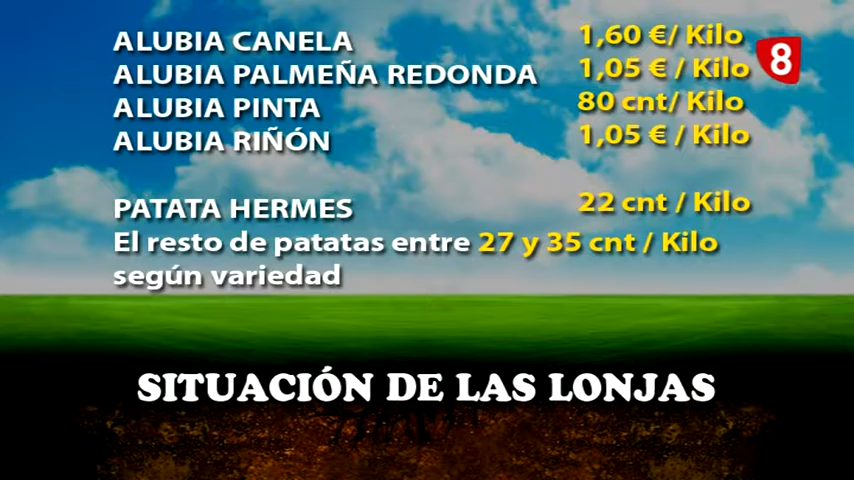 ALUBIA CANELA 1,60 €/ Kilo
ALUBIA PALMEÑA REDONDA 1,05 € / Kilo
8
ALUBIA PINTA 80 cnt/ Kilo
ALUBIA RIÑÓN 1,05 € / Kilo
PATATA HERMES 22 cnt / Kilo
El resto de patatas entre 27 y 35 cnt / Kilo
según variedad
SITUACIÓN DE LAS LONJAS